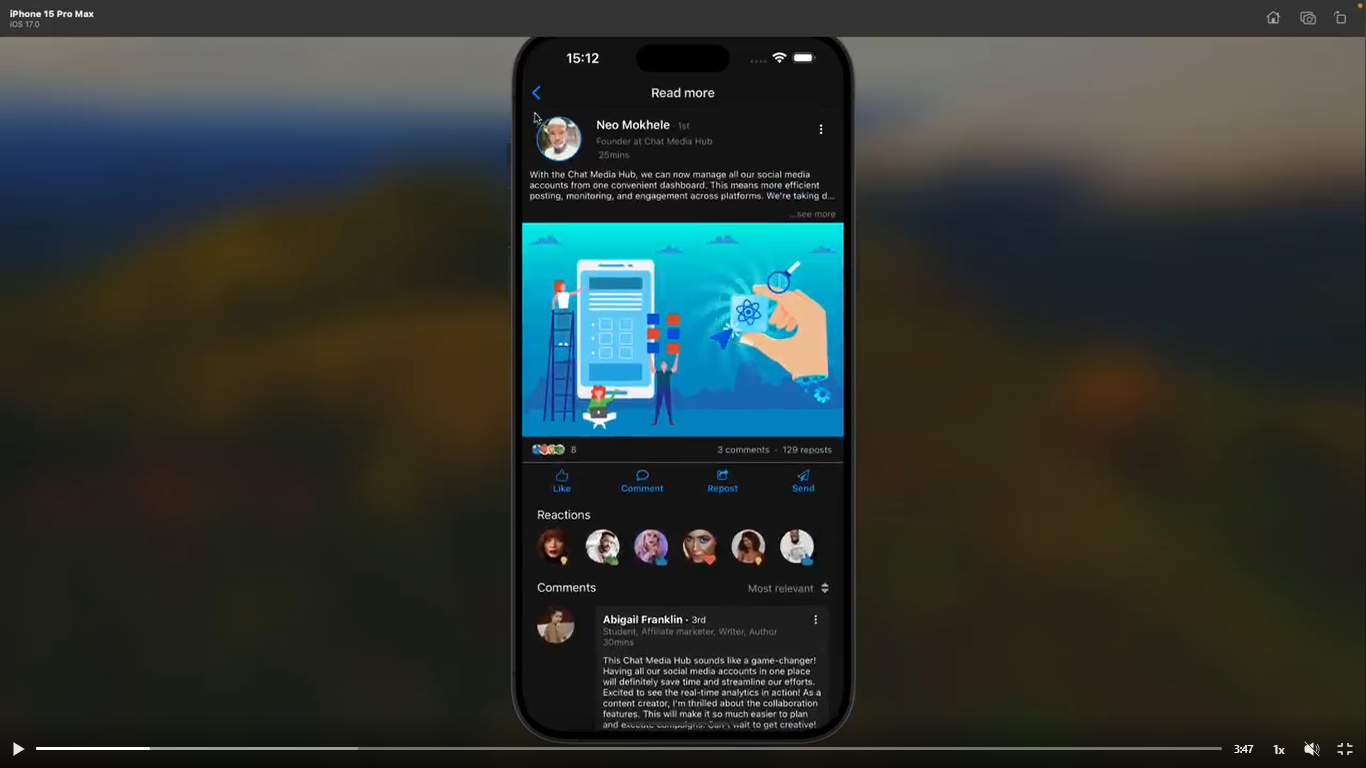 iPhone 15 Pro Max
iOS 17.0
15:12
Read more
Neo Mokhele · 1st
Founder at Chat Media Hub
25mins
With the Chat Media Hub, we can now manage all our social media
accounts from one convenient dashboard. This means more efficient
posting, monitoring, and engagement across platforms. We're taking d...
...see more
8
3 comments · 129 reposts
Like
Comment
Repost
Send
Reactions
Comments
Most relevant
Abigail Franklin · 3rd
Student, Affiliate marketer, Writer, Author
30mins
This Chat Media Hub sounds like a game-changer!
Having all our social media accounts in one place
will definitely save time and streamline our efforts.
Excited to see the real-time analytics in action! As a
content creator, I'm thrilled about the collaboration
features. This will make it so much easier to plan
and execute campaigns. Can't wait to get creative!
3:47
1x